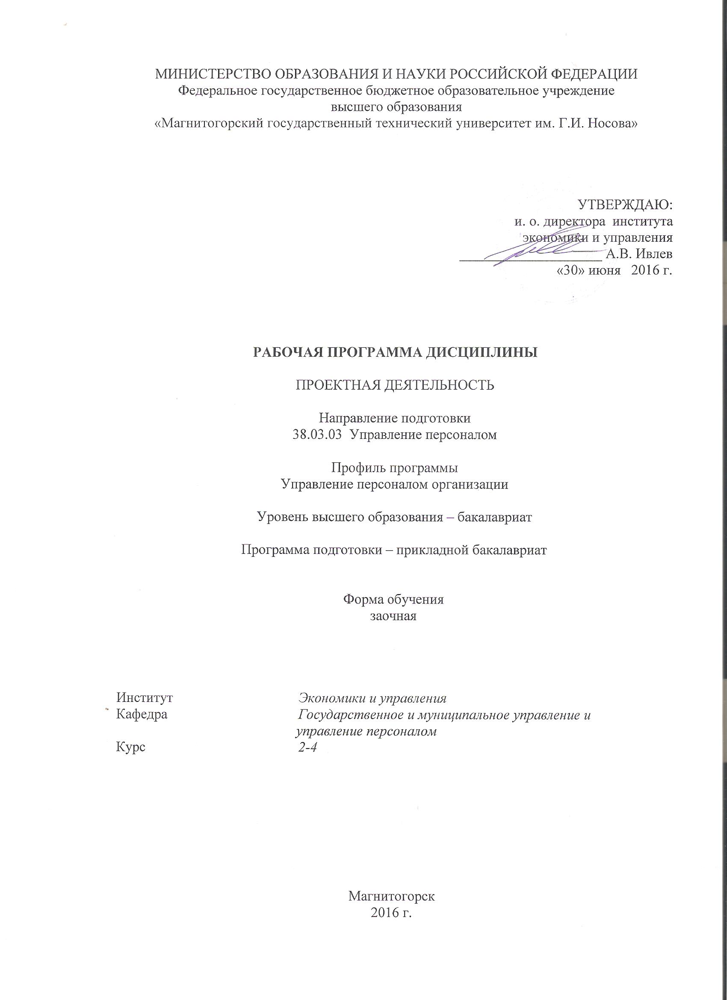 МИНИСТЕРСТВО ОБРАЗОВАНИЯ И НАУКИ РОССИЙСКОЙ ФЕДЕРАЦИИ
Федеральное государственное бюджетное образовательное учреждение
высшего образования
«Магнитогорский государственный технический университет им. Г.И. Носова»
УТВЕРЖДАЮ:
и. о. директора института
экономики и управления
А.В. Ивлев
«30» июня 2016 г.
РАБОЧАЯ ПРОГРАММА ДИСЦИПЛИНЫ
ПРОЕКТНАЯ ДЕЯТЕЛЬНОСТЬ
Направление подготовки
38.03.03 Управление персоналом
Профиль программы
Управление персоналом организации
Уровень высшего образования – бакалавриат
Программа подготовки – прикладной бакалавриат
Форма обучения
заочная
Институт Экономики и управления
Кафедра Государственное и муниципальное управление и
управление персоналом
Курс 2-4
Магнитогорск
2016 г.